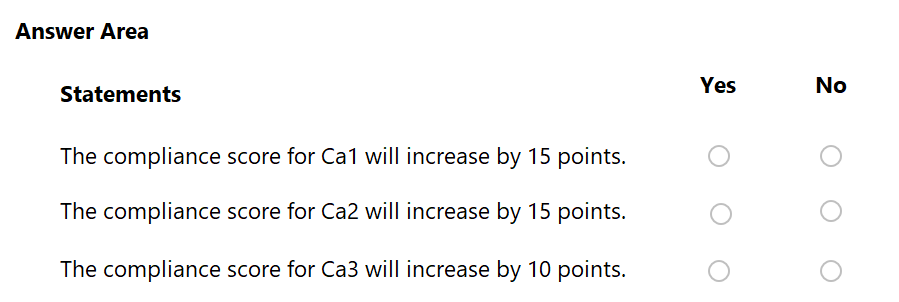 Answer Area
Statements Yes No
The compliance score for Ca1 will increase by 15 points.
The compliance score for Ca2 will increase by 15 points.
The compliance score for Ca3 will increase by 10 points.